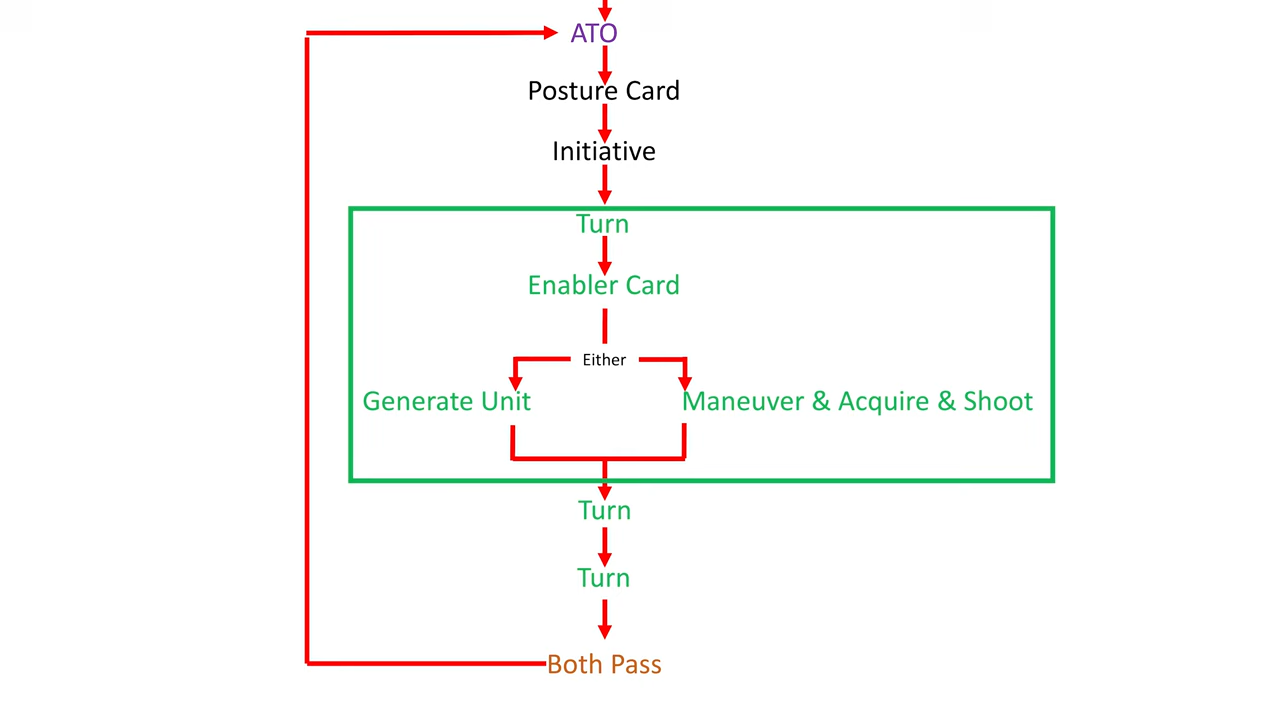 ATO
Posture Card
Initiative
Turn
Enabler Card
Either
Generate Unit
Maneuver & Acquire & Shoot
Turn
Turn
Both Pass